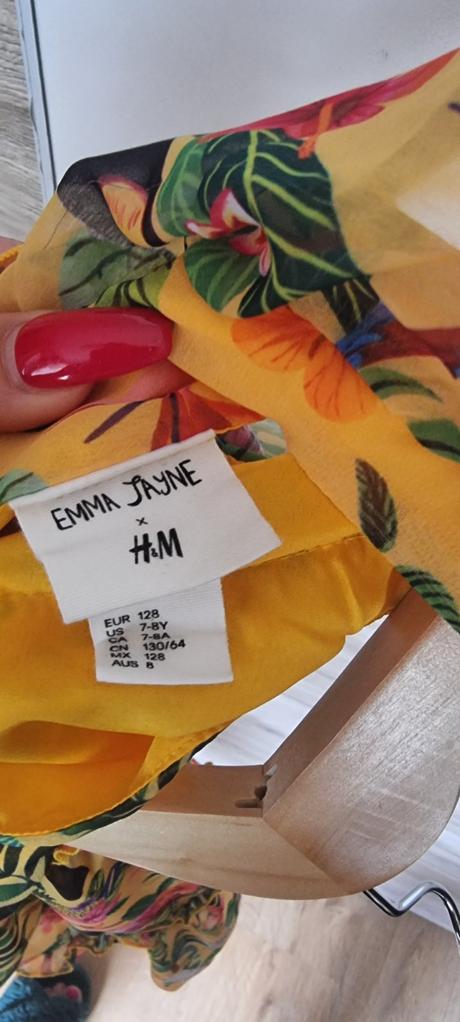 EMMA JAYNE
x
H&M
EUR 128
US 7-8Y
CA 7-8A
CN 130/64
MX 128
AUS 8